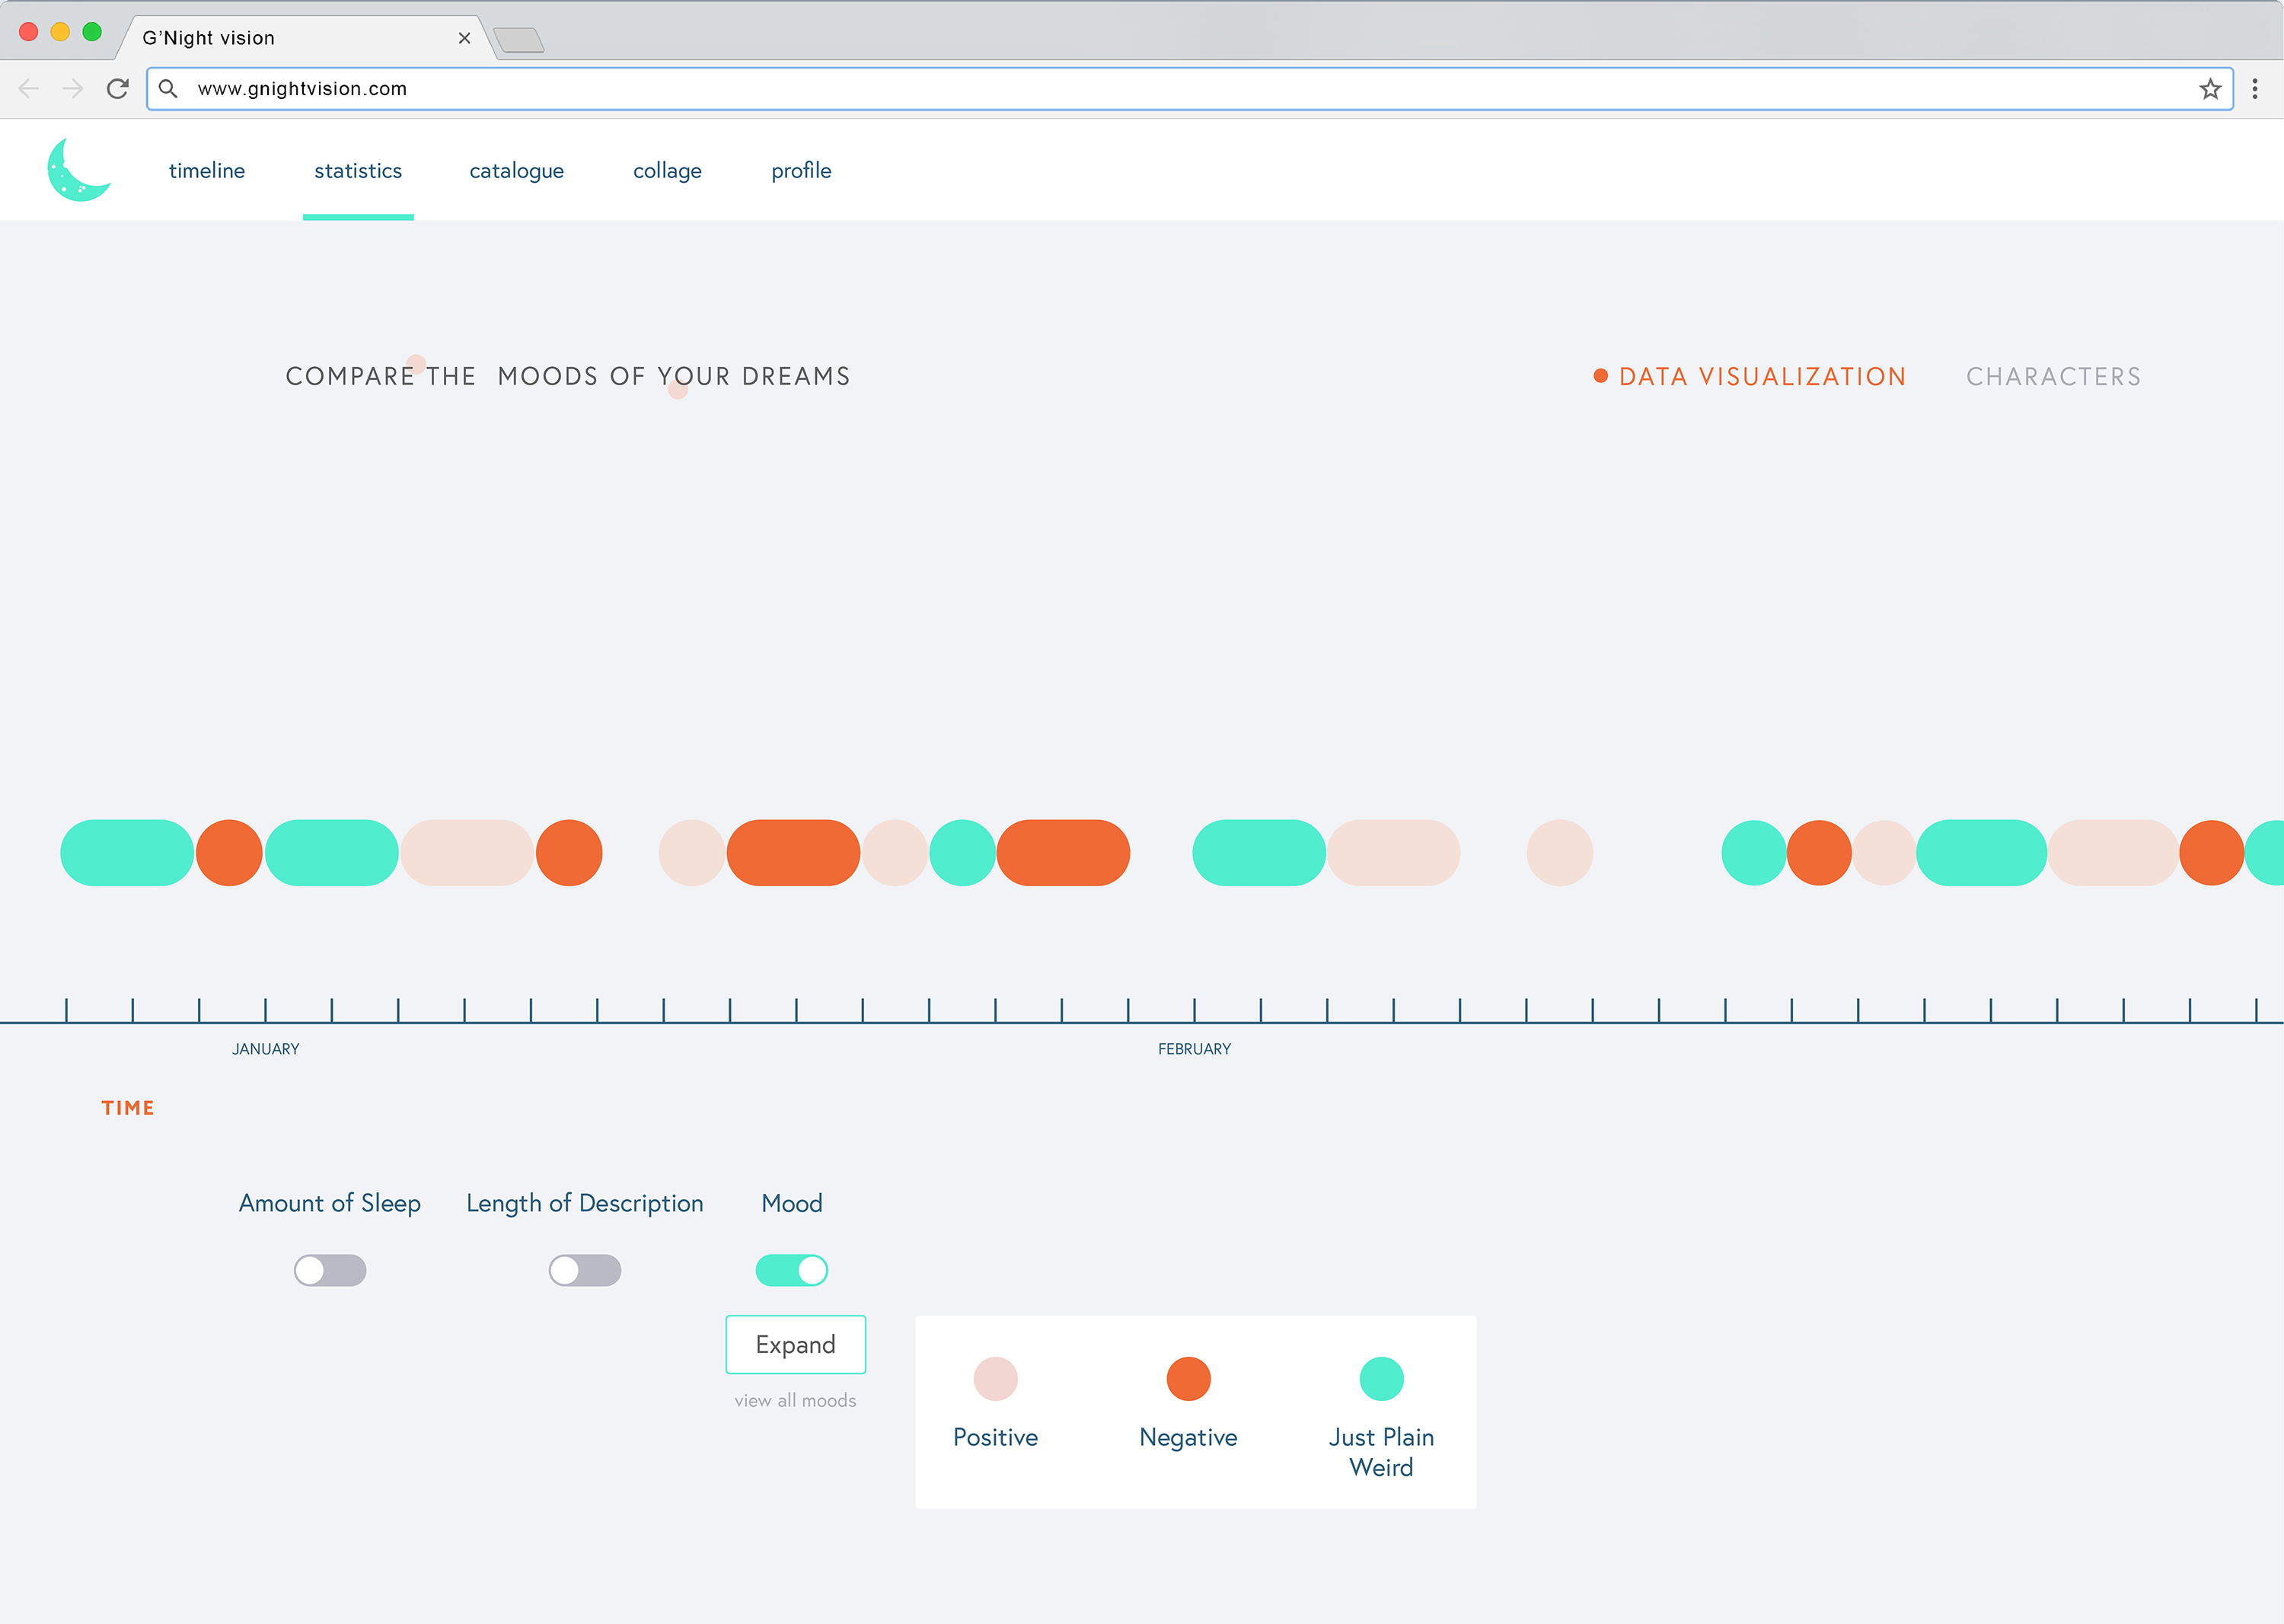 G’Night vision
www.gnightvision.com
timeline
statistics
catalogue
collage
profile
COMPARE THE MOODS OF YOUR DREAMS
DATA VISUALIZATION
CHARACTERS
JANUARY
FEBRUARY
TIME
Amount of Sleep
Length of Description
Mood
Expand
view all moods
Positive
Negative
Just Plain
Weird